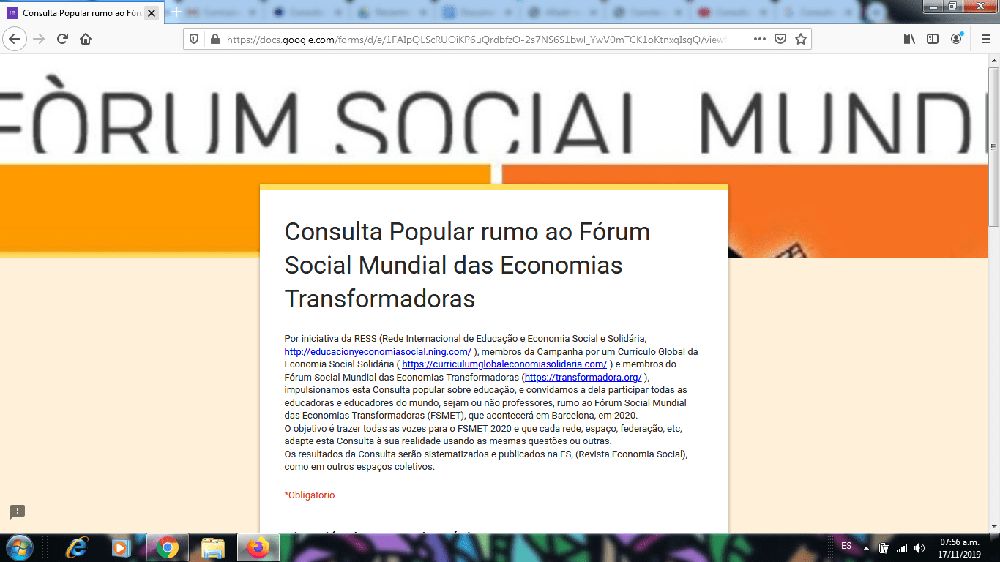 Consulta Popular rumo ao Fóru
https://docs.google.com/forms/d/e/1FAIpQLScRUOiKP6uQrdbfzO-2s7NS6S1bwl_YwV0mTCK1oKtnxqIsgQ/viewf
FÒRUM SOCIAL MUNDI
Consulta Popular rumo ao Fórum
Social Mundial das Economias
Transformadoras
Por iniciativa da RESS (Rede Internacional de Educação e Economia Social e Solidária,
http://educacionyeconomiasocial.ning.com/ ), membros da Campanha por um Currículo Global da
Economia Social Solidária ( https://curriculumglobaleconomiasolidaria.com/ ) e membros do
Fórum Social Mundial das Economias Transformadoras (https://transformadora.org/ ),
impulsionamos esta Consulta popular sobre educação, e convidamos a dela participar todas as
educadoras e educadores do mundo, sejam ou não professores, rumo ao Fórum Social Mundial
das Economias Transformadoras (FSMET), que acontecerá em Barcelona, em 2020.
O objetivo é trazer todas as vozes para o FSMET 2020 e que cada rede, espaço, federação, etc,
adapte esta Consulta à sua realidade usando as mesmas questões ou outras.
Os resultados da Consulta serão sistematizados e publicados na ES, (Revista Economia Social),
como em outros espaços coletivos.
*Obligatorio
ES
07:56 a.m.
17/11/2019